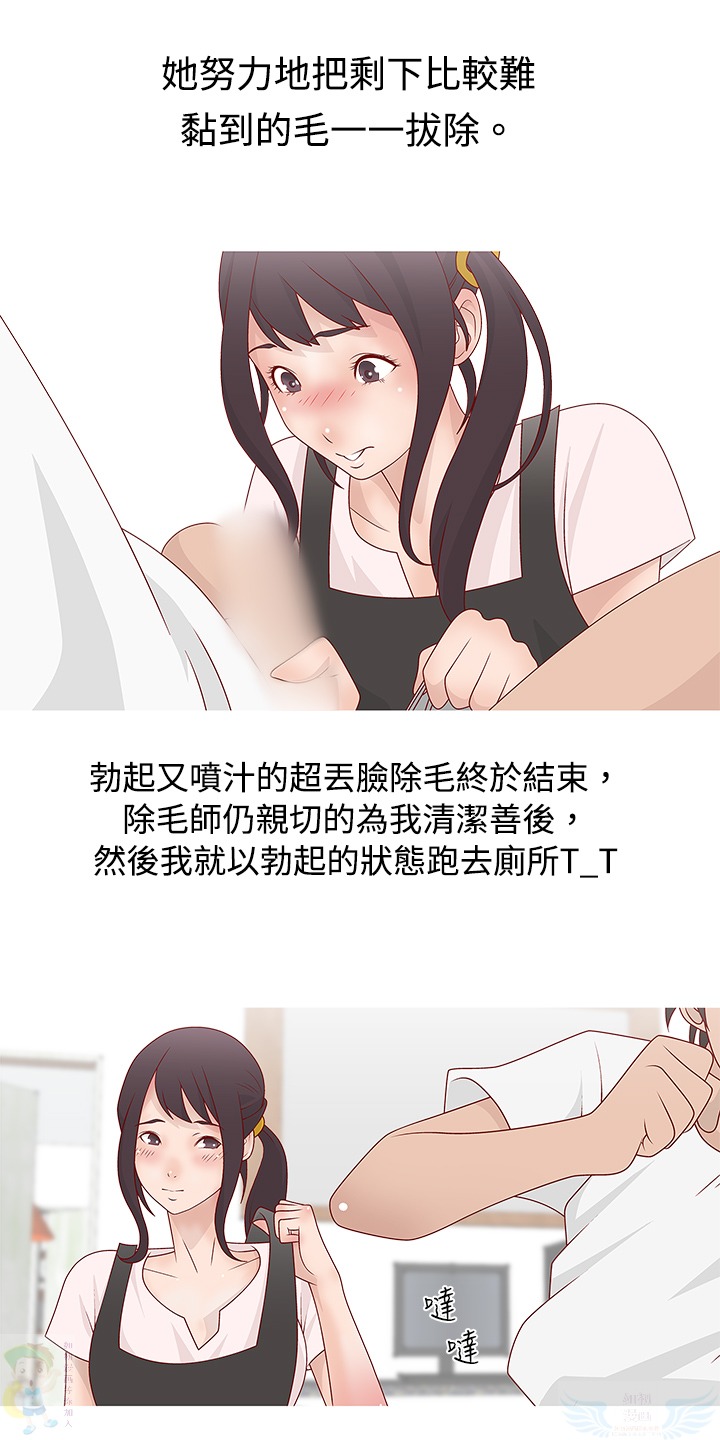 她努力地把剩下比較難
黏到的毛一一拔除。
勃起又噴汁的超丟臉除毛終於結束，
除毛師仍親切的為我清潔善後，
然後我就以勃起的狀態跑去廁所T_T
噠
噠